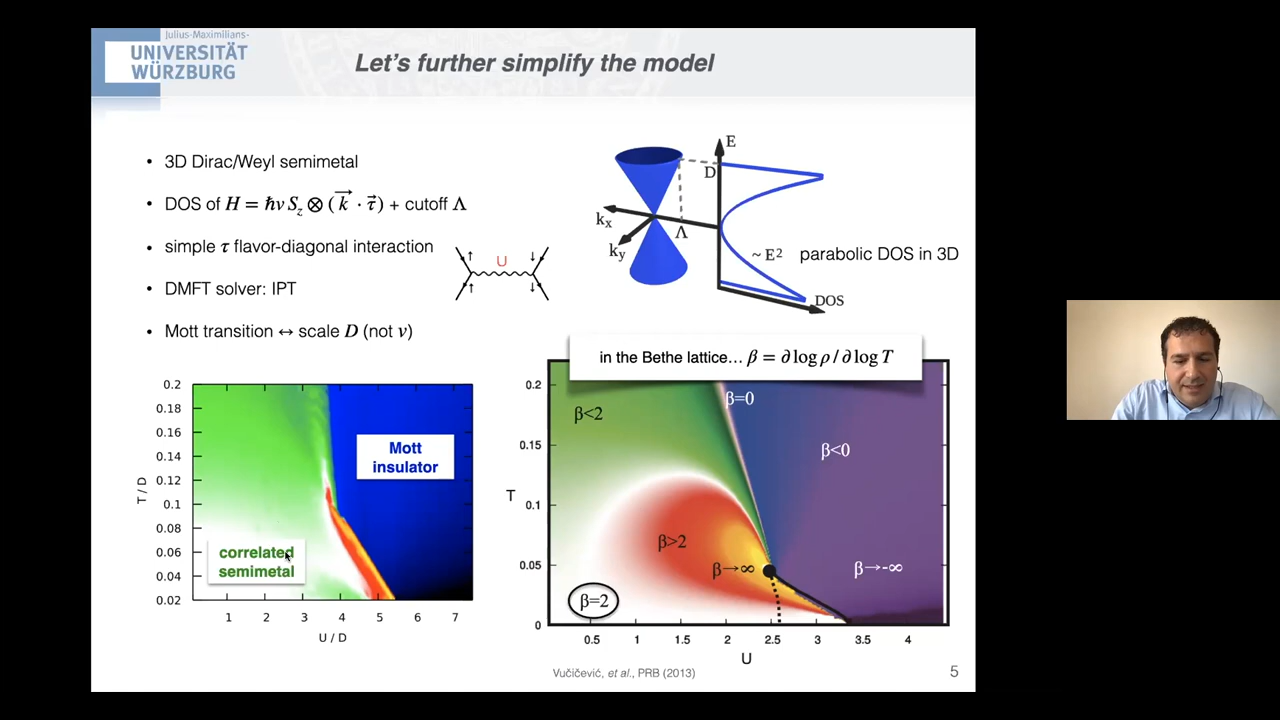 Julius-Maximilians-
UNIVERSITÄT
WÜRZBURG
Let's further simplify the model
• 3D Dirac/Weyl semimetal
• DOS of H = ℏv S_z ⊗ (k⃗ · τ⃗) + cutoff Λ
• simple τ flavor-diagonal interaction
• DMFT solver: IPT
• Mott transition ↔ scale D (not v)
↑ U ↓
↑ ↓
E
D
k_x
Λ
k_y
~ E²
DOS
parabolic DOS in 3D
in the Bethe lattice... β = ∂ log ρ / ∂ log T
0.2
0.18
0.16
0.14
0.12
0.1
0.08
0.06
0.04
0.02
T / D
Mott
insulator
correlated
semimetal
1 2 3 4 5 6 7
U / D
0.2
0.15
0.1
0.05
0
T
β<2
β=0
β<0
β>2
β→∞
β→-∞
β=2
0.5 1 1.5 2 2.5 3 3.5 4
U
Vučičević, et al., PRB (2013)
5